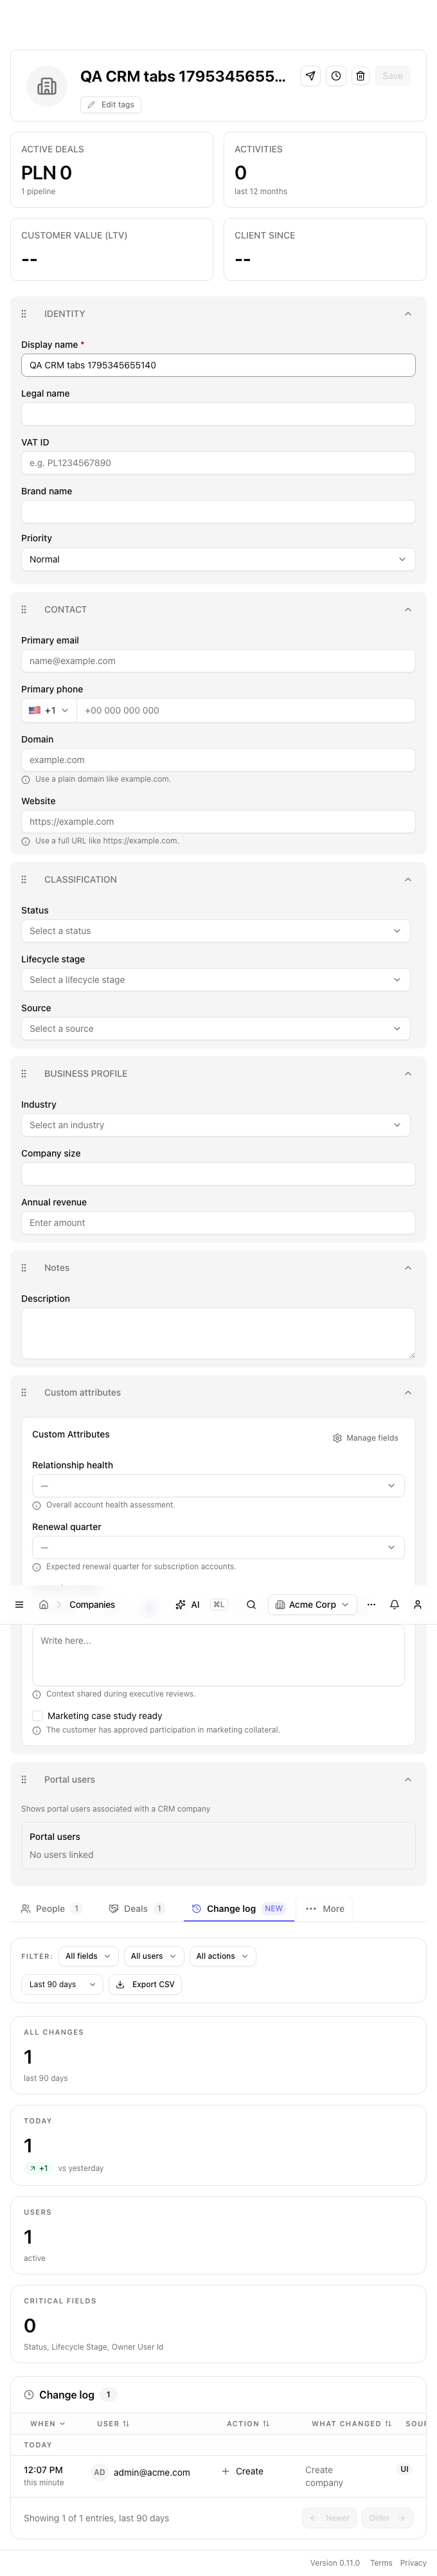 QA CRM tabs 1795345655...
Save
Edit tags
ACTIVE DEALS
PLN 0
1 pipeline
ACTIVITIES
0
last 12 months
CUSTOMER VALUE (LTV)
--
CLIENT SINCE
--
IDENTITY
Display name *
QA CRM tabs 1795345655140
Legal name
VAT ID
e.g. PL1234567890
Brand name
Priority
Normal
CONTACT
Primary email
name@example.com
Primary phone
+1 +00 000 000 000
Domain
example.com
Use a plain domain like example.com.
Website
https://example.com
Use a full URL like https://example.com.
CLASSIFICATION
Status
Select a status
Lifecycle stage
Select a lifecycle stage
Source
Select a source
BUSINESS PROFILE
Industry
Select an industry
Company size
Annual revenue
Enter amount
Notes
Description
Custom attributes
Custom Attributes
Manage fields
Relationship health
—
Overall account health assessment.
Renewal quarter
—
Expected renewal quarter for subscription accounts.
Companies AI ⌘L Acme Corp
Write here...
Context shared during executive reviews.
Marketing case study ready
The customer has approved participation in marketing collateral.
Portal users
Shows portal users associated with a CRM company
Portal users
No users linked
People 1 Deals 1 Change log NEW More
FILTER: All fields All users All actions
Last 90 days Export CSV
ALL CHANGES
1
last 90 days
TODAY
1
+1 vs yesterday
USERS
1
active
CRITICAL FIELDS
0
Status, Lifecycle Stage, Owner User Id
Change log 1
WHEN USER ACTION WHAT CHANGED
TODAY
12:07 PM
this minute
AD admin@acme.com
Create
Create
company
UI
Showing 1 of 1 entries, last 90 days
Newer Older
Version 0.11.0 Terms Privacy